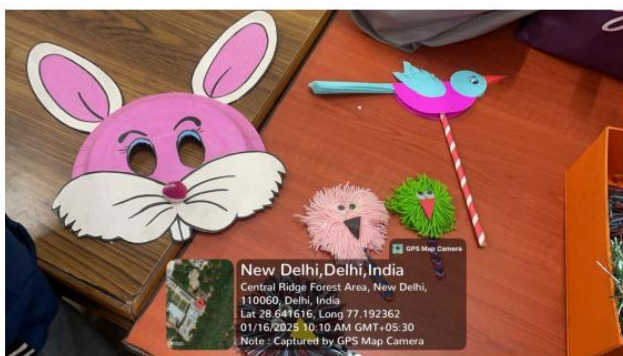 GPS Map Camera
New Delhi,Delhi,India
Central Ridge Forest Area, New Delhi,
110060, Delhi, India
Lat 28.641616, Long 77.192362
01/16/2025 10:10 AM GMT+05:30
Note : Captured by GPS Map Camera